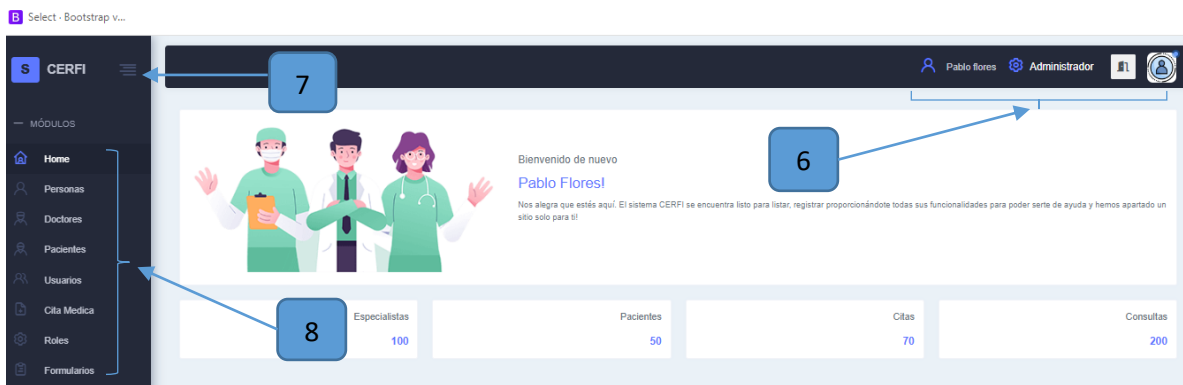 B Select · Bootstrap v...
S CERFI
7
Pablo flores Administrador
MÓDULOS
Home
Personas
Doctores
Pacientes
Usuarios
Cita Medica
Roles
Formularios
6
Bienvenido de nuevo
Pablo Flores!
Nos alegra que estés aquí. El sistema CERFI se encuentra listo para listar, registrar proporcionándote todas sus funcionalidades para poder serte de ayuda y hemos apartado un
sitio solo para ti!
8
Especialistas
100
Pacientes
50
Citas
70
Consultas
200